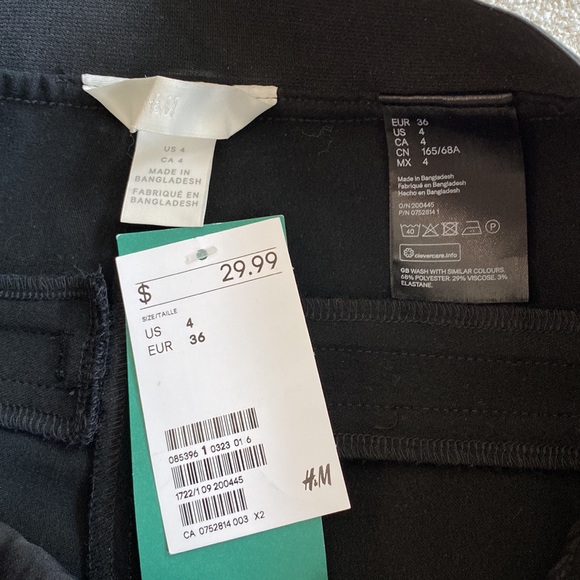 H&M
US 4
CA 4
MADE IN
BANGLADESH
FABRIQUÉ EN
BANGLADESH
EUR 36
US 4
CA 4
CN 165/68A
MX 4
Made in Bangladesh
Fabriqué en Bangladesh
Hecho en Bangladesh
O/N 200445
P/N 0752814 1
40
P
clevercare.info
GB WASH WITH SIMILAR COLOURS.
68% POLYESTER. 29% VISCOSE. 3%
ELASTANE.
$ 29.99
SIZE/TAILLE
US 4
EUR 36
085396 1 0323 01 6
1722/1 09 200445
H&M
CA 0752814 003 X2